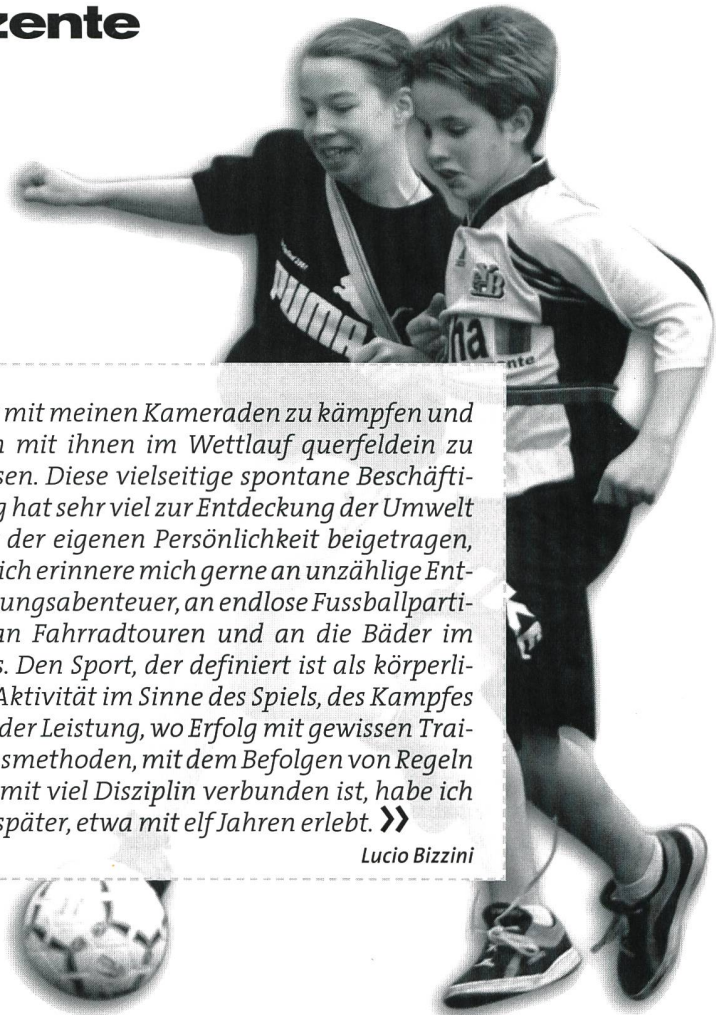 zente
PUMA
YB
mit meinen Kameraden zu kämpfen und
mit ihnen im Wettlauf querfeldein zu
sen. Diese vielseitige spontane Beschäfti-
g hat sehr viel zur Entdeckung der Umwelt
der eigenen Persönlichkeit beigetragen,
ich erinnere mich gerne an unzählige Ent-
ungsabenteuer, an endlose Fussballparti-
an Fahrradtouren und an die Bäder im
s. Den Sport, der definiert ist als körperli-
Aktivität im Sinne des Spiels, des Kampfes
der Leistung, wo Erfolg mit gewissen Trai-
smethoden, mit dem Befolgen von Regeln
mit viel Disziplin verbunden ist, habe ich
später, etwa mit elf Jahren erlebt. »
Lucio Bizzini